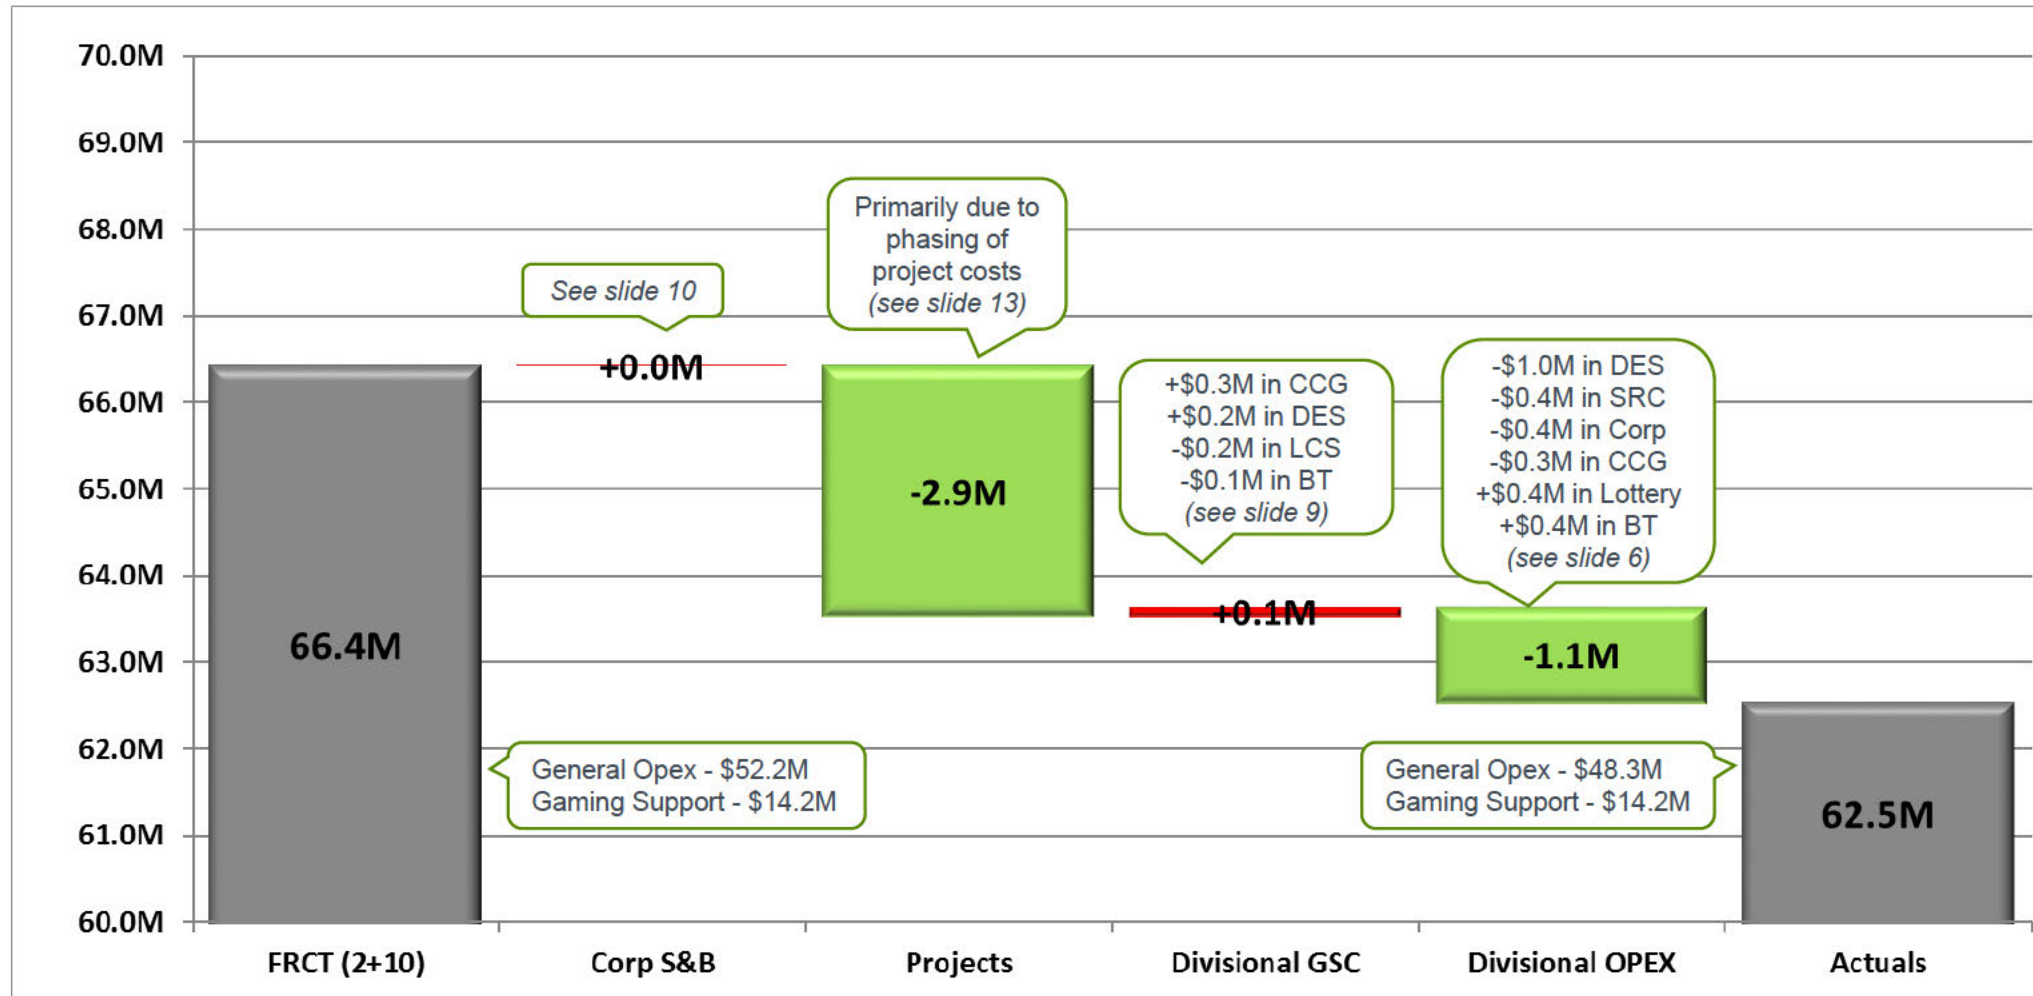 70.0M
69.0M
68.0M
67.0M
66.0M
65.0M
64.0M
63.0M
62.0M
61.0M
60.0M
66.4M
General Opex - $52.2M
Gaming Support - $14.2M
See slide 10
+0.0M
Primarily due to
phasing of
project costs
(see slide 13)
-2.9M
+$0.3M in CCG
+$0.2M in DES
-$0.2M in LCS
-$0.1M in BT
(see slide 9)
+0.1M
-$1.0M in DES
-$0.4M in SRC
-$0.4M in Corp
-$0.3M in CCG
+$0.4M in Lottery
+$0.4M in BT
(see slide 6)
-1.1M
General Opex - $48.3M
Gaming Support - $14.2M
62.5M
FRCT (2+10)
Corp S&B
Projects
Divisional GSC
Divisional OPEX
Actuals